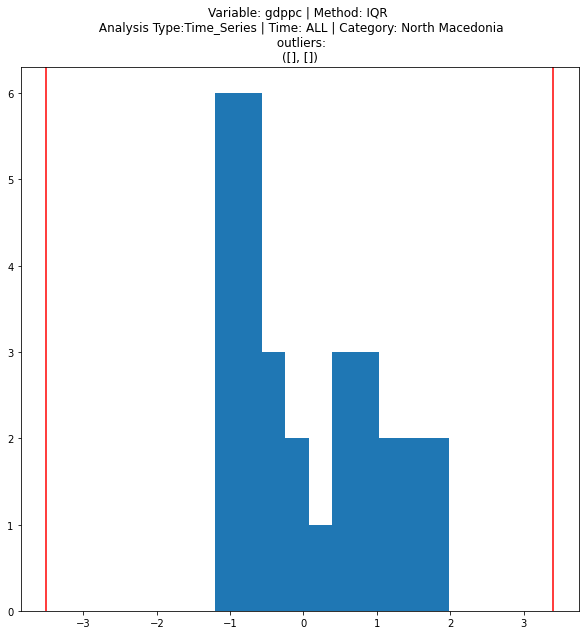 Variable: gdppc | Method: IQR
Analysis Type:Time_Series | Time: ALL | Category: North Macedonia
outliers:
([], [])
6
5
4
3
2
1
0
−3 −2 −1 0 1 2 3